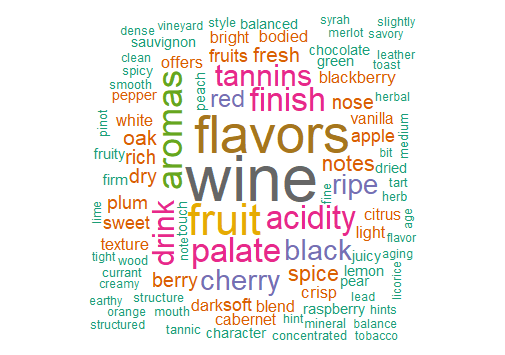 syrah
slightly
dense
vineyard
style
balanced
merlot
savory
sauvignon
bright
bodied
chocolate
leather
clean
offers
fruits
fresh
green
toast
spicy
tannins
blackberry
smooth
aromas
peach
red
finish
nose
herbal
pepper
vanilla
pinot
white
flavors
apple
medium
oak
bit
fruity
rich
notes
dried
firm
dry
wine
fine
ripe
tart
herb
lime
plum
drink
touch
fruit
acidity
citrus
age
sweet
light
flavor
texture
note
palate
black
juicy
aging
tight
wood
lemon
currant
berry
cherry
spice
pear
licorice
creamy
crisp
lead
earthy
structure
dark
soft
blend
raspberry
hints
orange
mouth
cabernet
hint
mineral
balance
structured
tannic
character
concentrated
tobacco